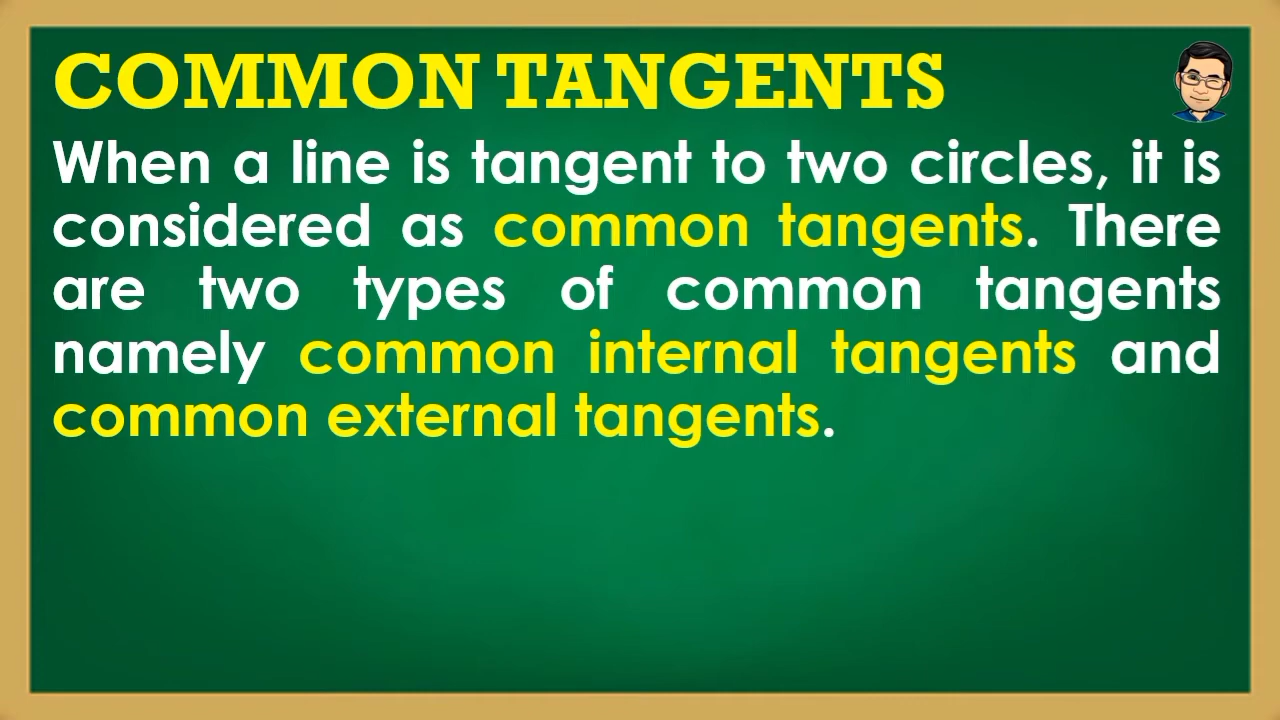 COMMON TANGENTS
When a line is tangent to two circles, it is
considered as common tangents. There
are two types of common tangents
namely common internal tangents and
common external tangents.